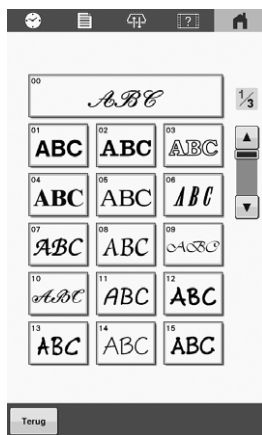 ?
00
ABC
1/3
01 02 03
ABC ABC ABC
04 05 06
ABC ABC ABC
07 08 09
ABC ABC ABC
10 11 12
ABC ABC ABC
13 14 15
ABC ABC ABC
Terug